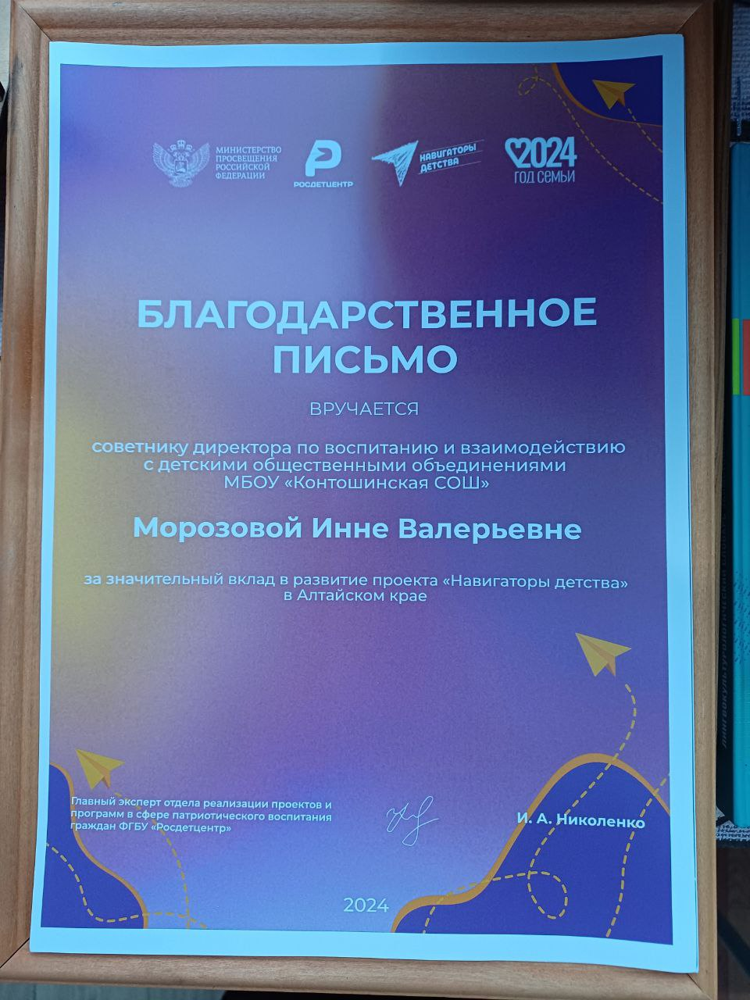 МИНИСТЕРСТВО
ПРОСВЕЩЕНИЯ
РОССИЙСКОЙ
ФЕДЕРАЦИИ
РОСДЕТЦЕНТР
НАВИГАТОРЫ
ДЕТСТВА
2024
ГОД СЕМЬИ
БЛАГОДАРСТВЕННОЕ
ПИСЬМО
ВРУЧАЕТСЯ
советнику директора по воспитанию и взаимодействию
с детскими общественными объединениями
МБОУ «Контошинская СОШ»
Морозовой Инне Валерьевне
за значительный вклад в развитие проекта «Навигаторы детства»
в Алтайском крае
Главный эксперт отдела реализации проектов и
программ в сфере патриотического воспитания
граждан ФГБУ «Росдетцентр»
И. А. Николенко
2024